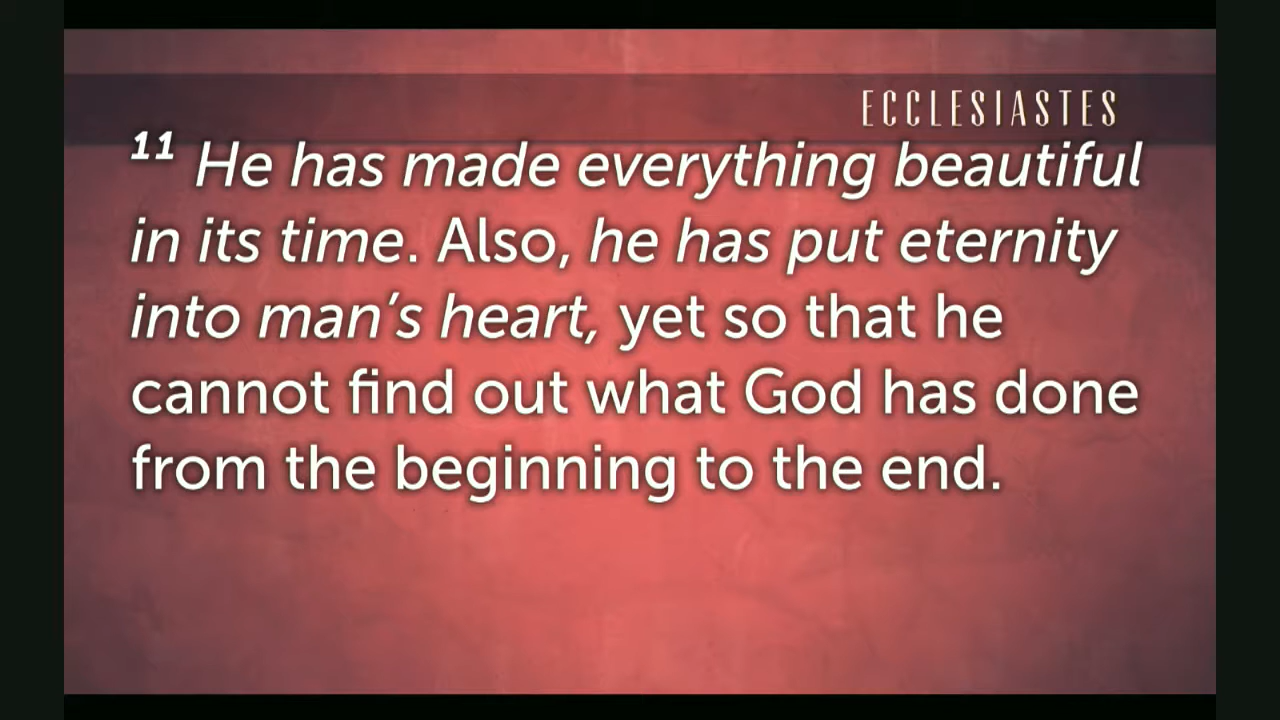 ECCLESIASTES
11 He has made everything beautiful
in its time. Also, he has put eternity
into man's heart, yet so that he
cannot find out what God has done
from the beginning to the end.